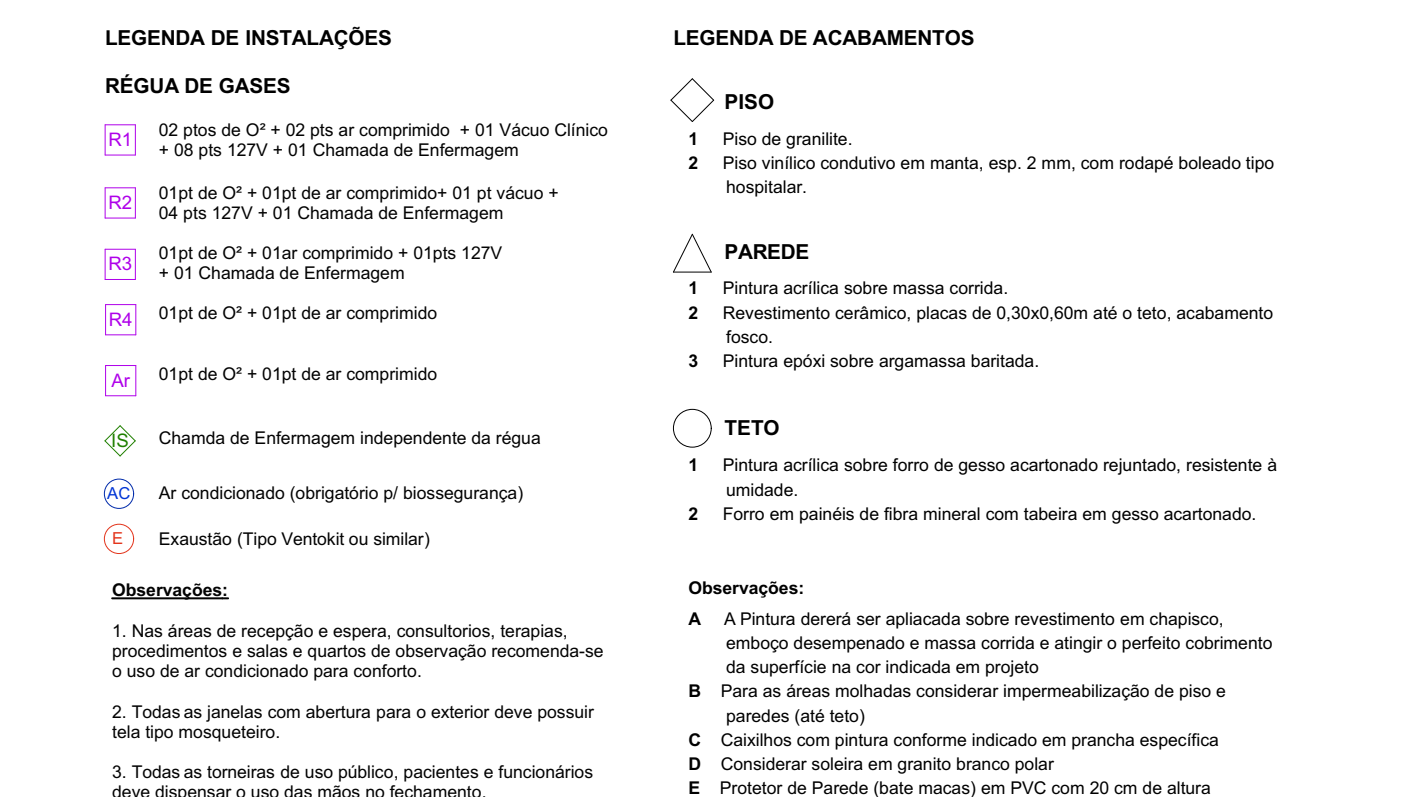 LEGENDA DE INSTALAÇÕES
RÉGUA DE GASES
R1
02 ptos de O² + 02 pts ar comprimido + 01 Vácuo Clínico
+ 08 pts 127V + 01 Chamada de Enfermagem
R2
01pt de O² + 01pt de ar comprimido+ 01 pt vácuo +
04 pts 127V + 01 Chamada de Enfermagem
R3
01pt de O² + 01ar comprimido + 01pts 127V
+ 01 Chamada de Enfermagem
R4
01pt de O² + 01pt de ar comprimido
Ar
01pt de O² + 01pt de ar comprimido
IS
Chamda de Enfermagem independente da régua
AC
Ar condicionado (obrigatório p/ biossegurança)
E
Exaustão (Tipo Ventokit ou similar)
Observações:
1. Nas áreas de recepção e espera, consultorios, terapias,
procedimentos e salas e quartos de observação recomenda-se
o uso de ar condicionado para conforto.
2. Todas as janelas com abertura para o exterior deve possuir
tela tipo mosqueteiro.
3. Todas as torneiras de uso público, pacientes e funcionários
deve dispensar o uso das mãos no fechamento.
LEGENDA DE ACABAMENTOS
PISO
1 Piso de granilite.
2 Piso vinílico condutivo em manta, esp. 2 mm, com rodapé boleado tipo
hospitalar.
PAREDE
1 Pintura acrílica sobre massa corrida.
2 Revestimento cerâmico, placas de 0,30x0,60m até o teto, acabamento
fosco.
3 Pintura epóxi sobre argamassa baritada.
TETO
1 Pintura acrílica sobre forro de gesso acartonado rejuntado, resistente à
umidade.
2 Forro em painéis de fibra mineral com tabeira em gesso acartonado.
Observações:
A A Pintura dererá ser apliacada sobre revestimento em chapisco,
emboço desempenado e massa corrida e atingir o perfeito cobrimento
da superfície na cor indicada em projeto
B Para as áreas molhadas considerar impermeabilização de piso e
paredes (até teto)
C Caixilhos com pintura conforme indicado em prancha específica
D Considerar soleira em granito branco polar
E Protetor de Parede (bate macas) em PVC com 20 cm de altura